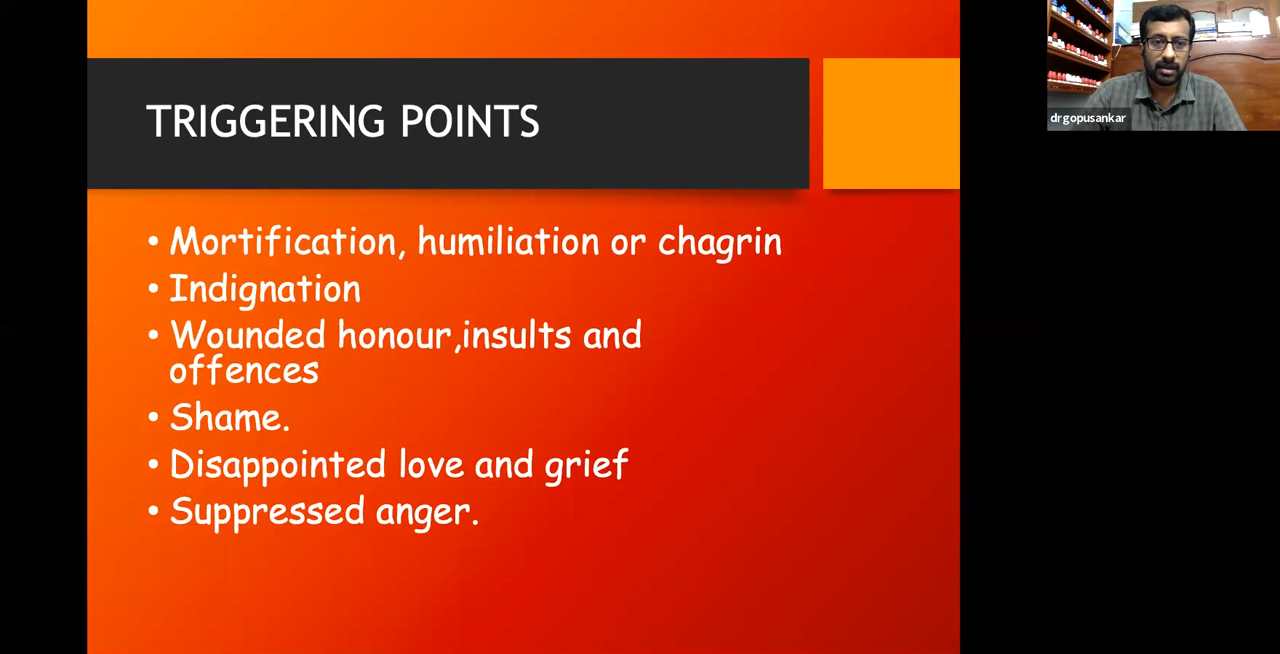 TRIGGERING POINTS
drgopusankar
• Mortification, humiliation or chagrin
• Indignation
• Wounded honour,insults and
offences
• Shame.
• Disappointed love and grief
• Suppressed anger.